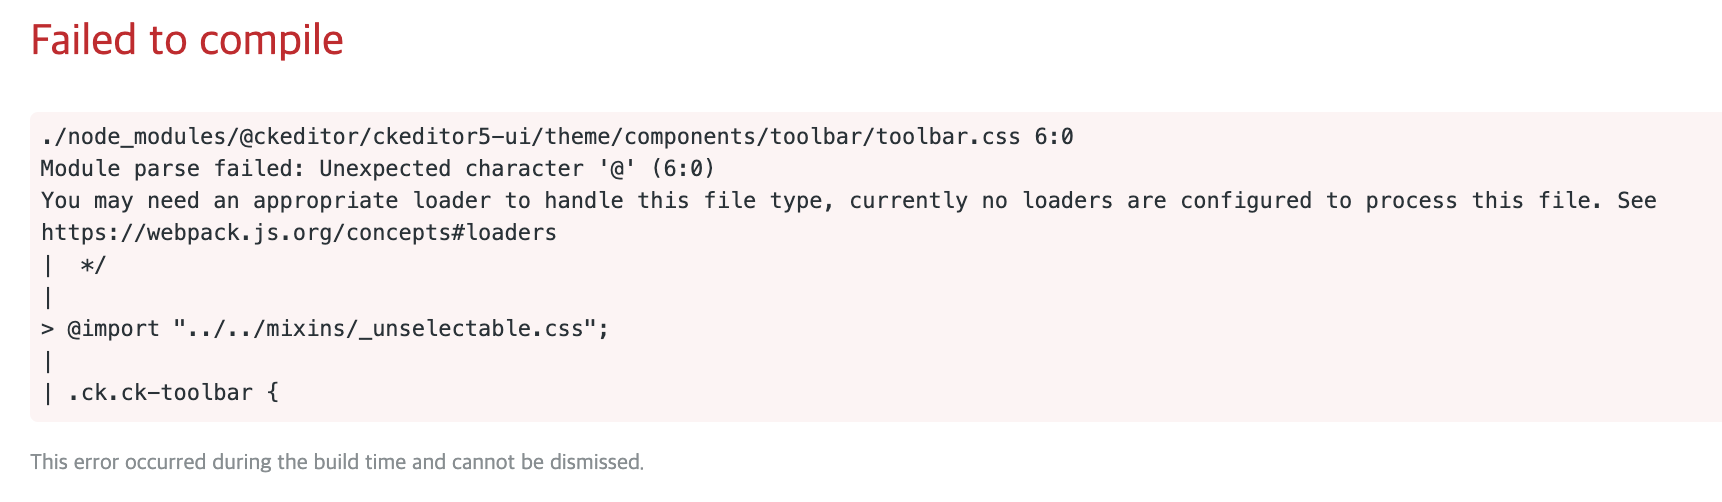 Failed to compile
./node_modules/@ckeditor/ckeditor5-ui/theme/components/toolbar/toolbar.css 6:0
Module parse failed: Unexpected character '@' (6:0)
You may need an appropriate loader to handle this file type, currently no loaders are configured to process this file. See
https://webpack.js.org/concepts#loaders
|  */
|
> @import "../../mixins/_unselectable.css";
|
| .ck.ck-toolbar {
This error occurred during the build time and cannot be dismissed.